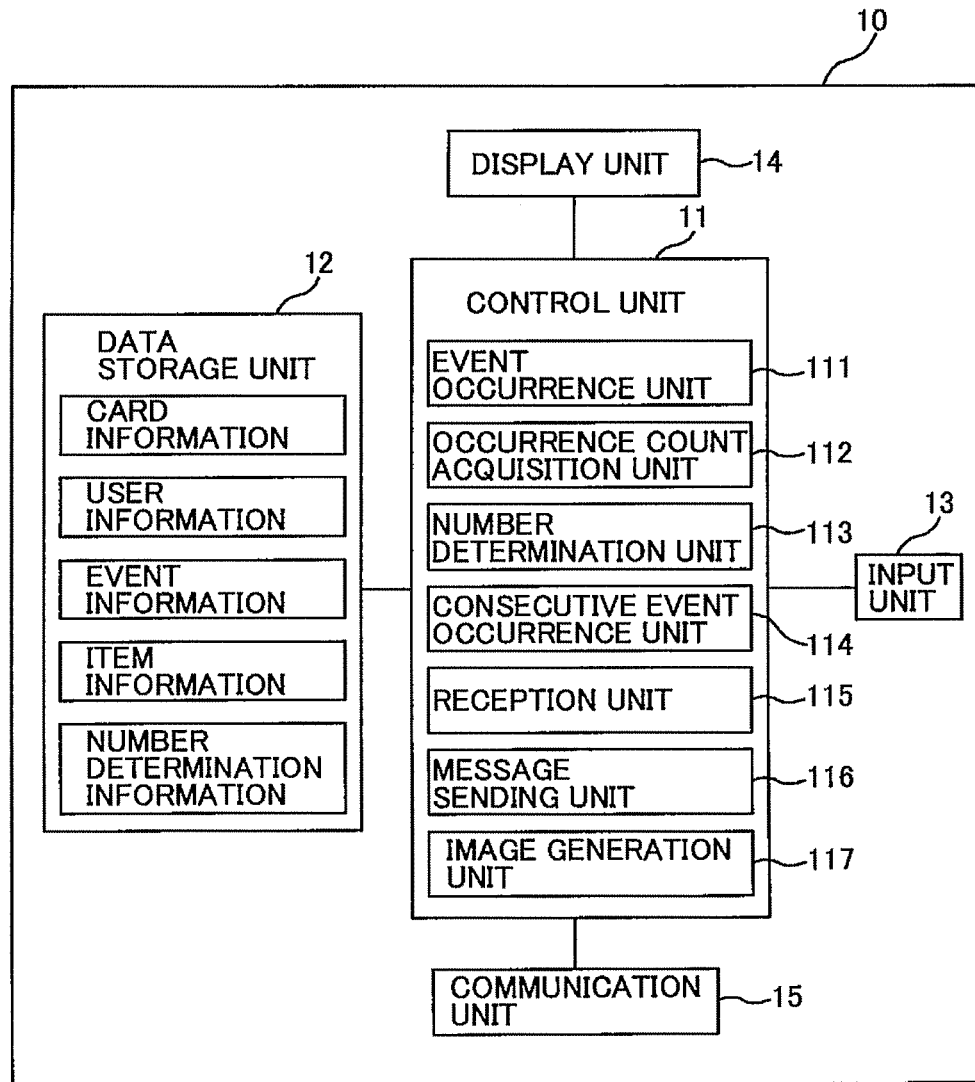 10
DISPLAY UNIT
14
11
12
CONTROL UNIT
DATA
STORAGE UNIT
CARD
INFORMATION
USER
INFORMATION
EVENT
INFORMATION
ITEM
INFORMATION
NUMBER
DETERMINATION
INFORMATION
EVENT
OCCURRENCE UNIT
111
OCCURRENCE COUNT
ACQUISITION UNIT
112
NUMBER
DETERMINATION UNIT
113
CONSECUTIVE EVENT
OCCURRENCE UNIT
114
RECEPTION UNIT
115
MESSAGE
SENDING UNIT
116
IMAGE GENERATION
UNIT
117
13
INPUT
UNIT
COMMUNICATION
UNIT
15